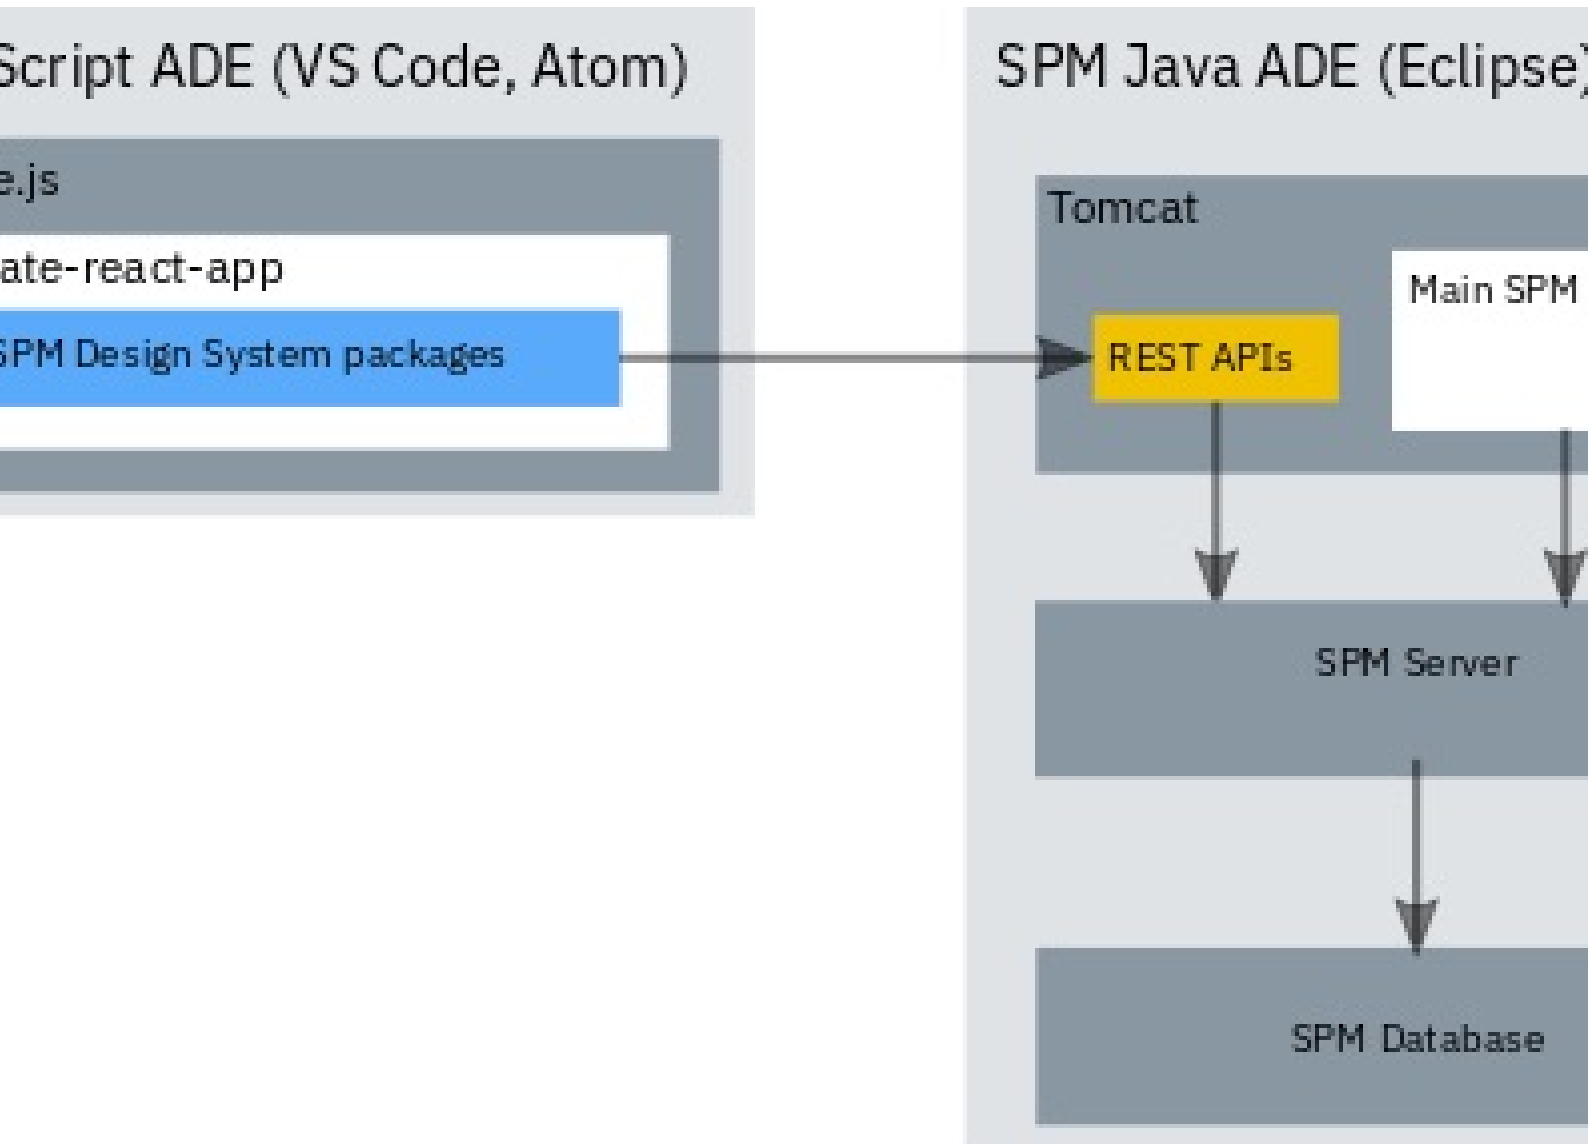 Script ADE (VS Code, Atom)
e.js
ate-react-app
SPM Design System packages
SPM Java ADE (Eclipse)
Tomcat
Main SPM
REST APIs
SPM Server
SPM Database